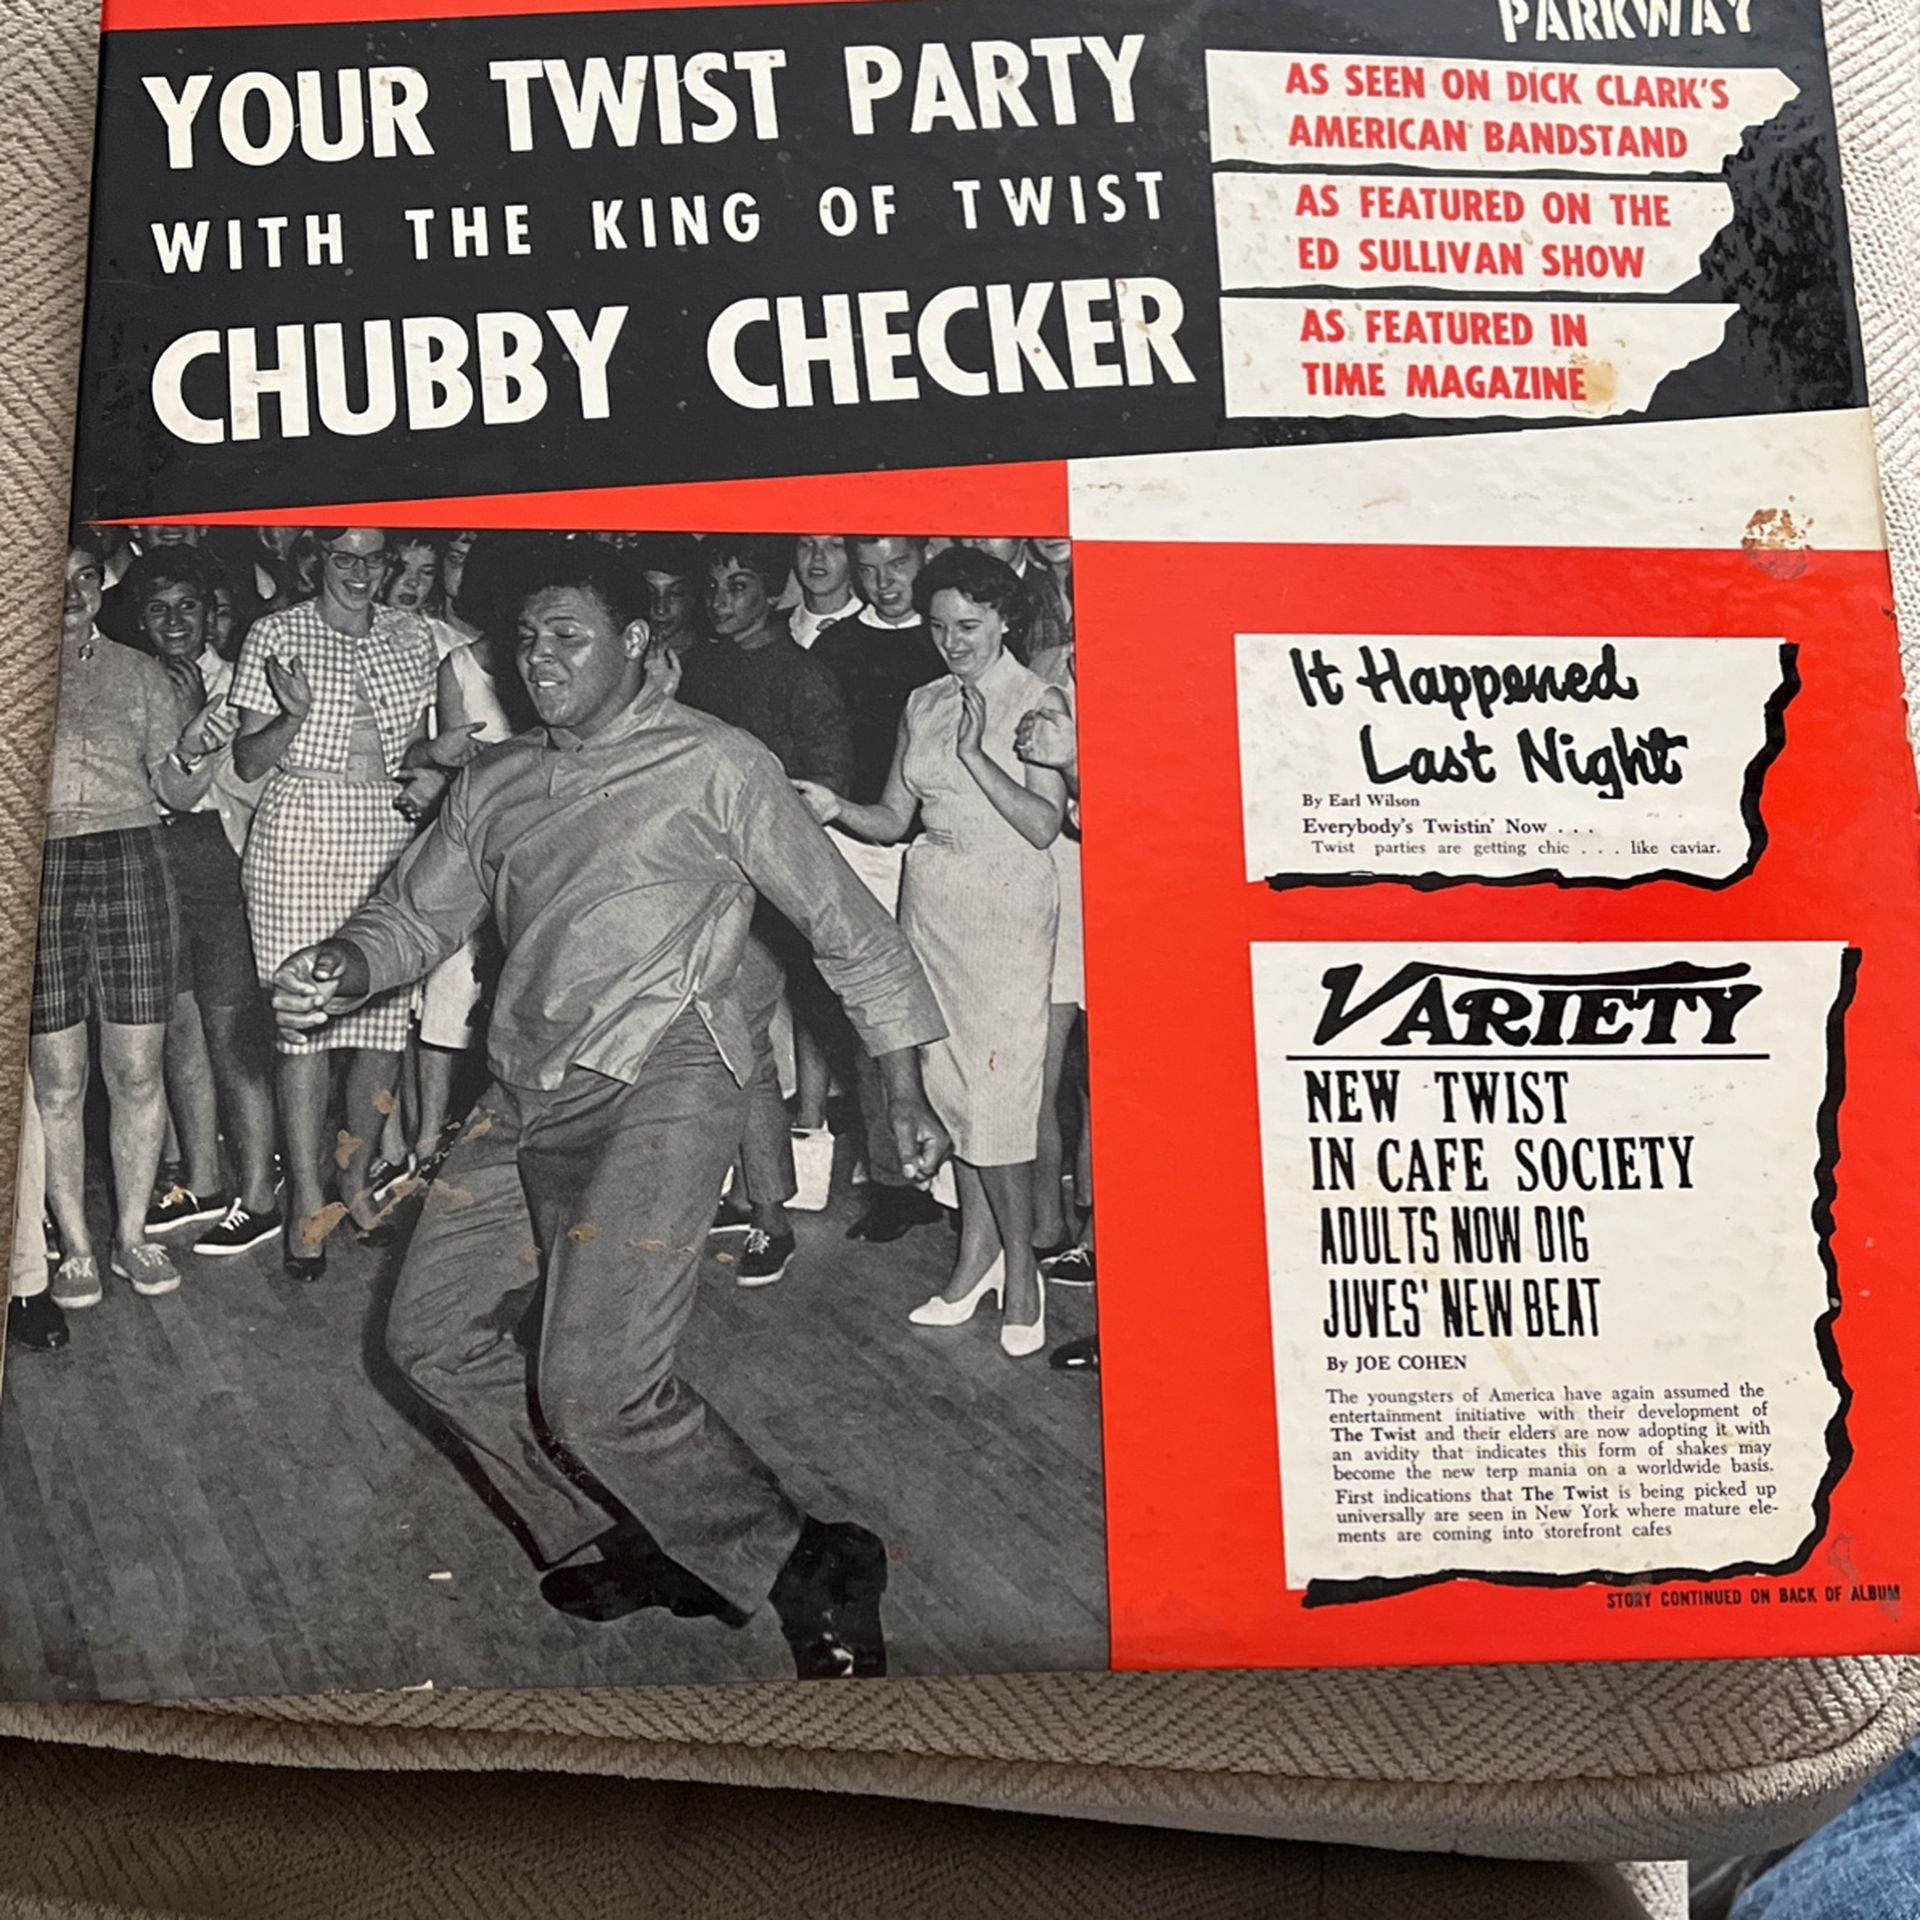 PARKWAY
YOUR TWIST PARTY
WITH THE KING OF TWIST
CHUBBY CHECKER
AS SEEN ON DICK CLARK'S
AMERICAN BANDSTAND
AS FEATURED ON THE
ED SULLIVAN SHOW
AS FEATURED IN
TIME MAGAZINE
It Happened
Last Night
By Earl Wilson
Everybody's Twistin' Now . . .
Twist parties are getting chic . . . like caviar.
VARIETY
NEW TWIST
IN CAFE SOCIETY
ADULTS NOW DIG
JUVES' NEW BEAT
By JOE COHEN
The youngsters of America have again assumed the
entertainment initiative with their development of
The Twist and their elders are now adopting it with
an avidity that indicates this form of shakes may
become the new terp mania on a worldwide basis.
First indications that The Twist is being picked up
universally are seen in New York where mature ele-
ments are coming into storefront cafes
STORY CONTINUED ON BACK OF ALBUM